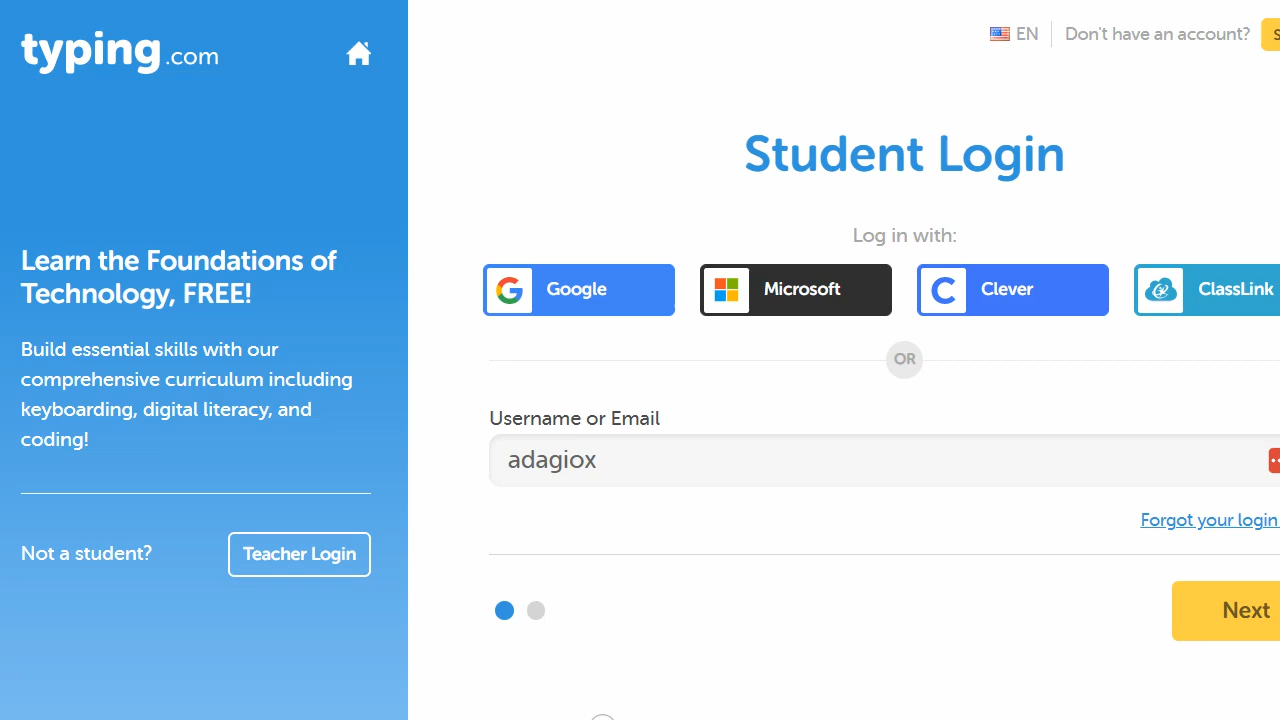 typing.com
Learn the Foundations of
Technology, FREE!
Build essential skills with our
comprehensive curriculum including
keyboarding, digital literacy, and
coding!
Not a student?
Teacher Login
EN
Don't have an account?
Student Login
Log in with:
Google
Microsoft
Clever
ClassLink
OR
Username or Email
adagiox
Forgot your login
Next